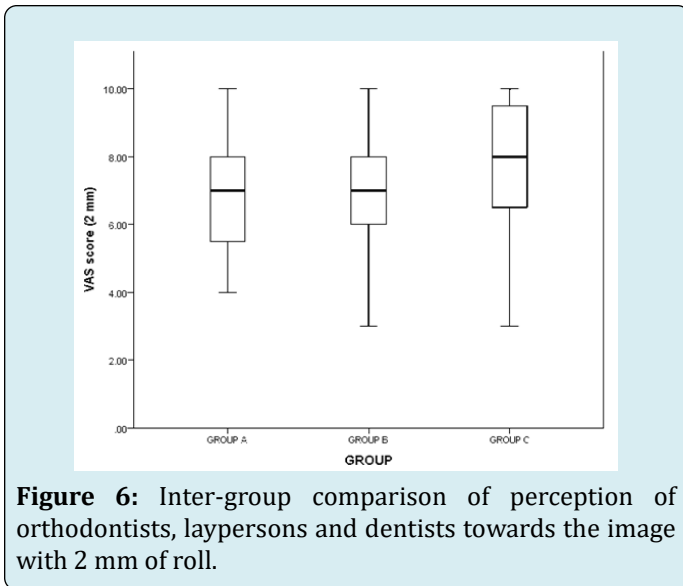 10.00
8.00
6.00
4.00
2.00
.00
VAS score (2 mm)
GROUP A GROUP B GROUP C
GROUP
Figure 6: Inter-group comparison of perception of
orthodontists, laypersons and dentists towards the image
with 2 mm of roll.